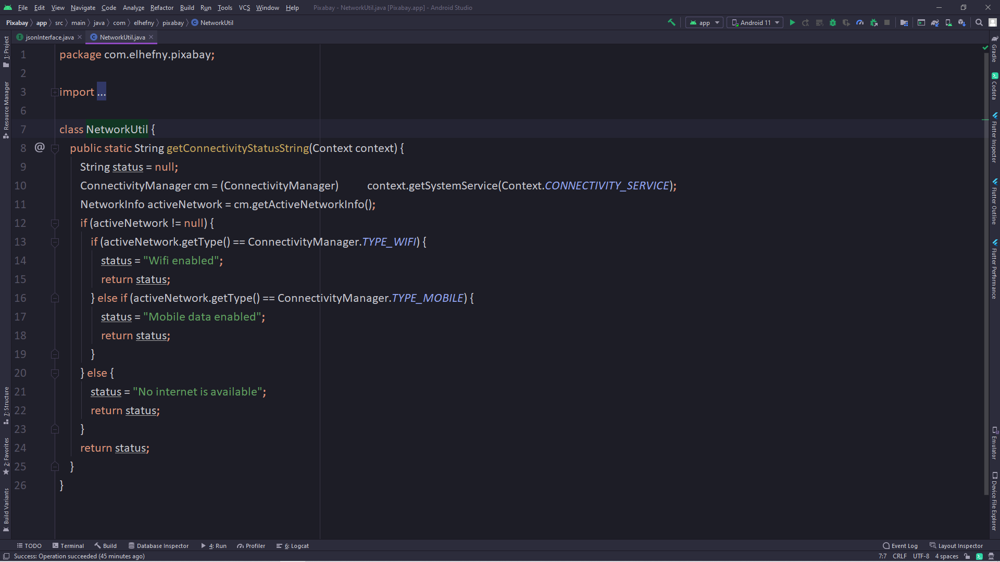 File Edit View Navigate Code Analyze Refactor Build Run Tools VCS Window Help Pixabay - NetworkUtil.java [Pixabay.app] - Android Studio
Pixabay app src main java com elhefny pixabay NetworkUtil app Android 11
jsonInterface.java NetworkUtil.java
1 package com.elhefny.pixabay;
2
3 import ...
6
7 class NetworkUtil {
8 @ public static String getConnectivityStatusString(Context context) {
9 String status = null;
10 ConnectivityManager cm = (ConnectivityManager) context.getSystemService(Context.CONNECTIVITY_SERVICE);
11 NetworkInfo activeNetwork = cm.getActiveNetworkInfo();
12 if (activeNetwork != null) {
13 if (activeNetwork.getType() == ConnectivityManager.TYPE_WIFI) {
14 status = "Wifi enabled";
15 return status;
16 } else if (activeNetwork.getType() == ConnectivityManager.TYPE_MOBILE) {
17 status = "Mobile data enabled";
18 return status;
19 }
20 } else {
21 status = "No internet is available";
22 return status;
23 }
24 return status;
25 }
26 }
1: Project
Resource Manager
7: Structure
2: Favorites
Build Variants
Gradle
Codota
Flutter Inspector
Flutter Outline
Flutter Performance
Emulator
Device File Explorer
TODO Terminal Build Database Inspector 4: Run Profiler 6: Logcat Event Log Layout Inspector
Success: Operation succeeded (45 minutes ago) 7:7 CRLF UTF-8 4 spaces